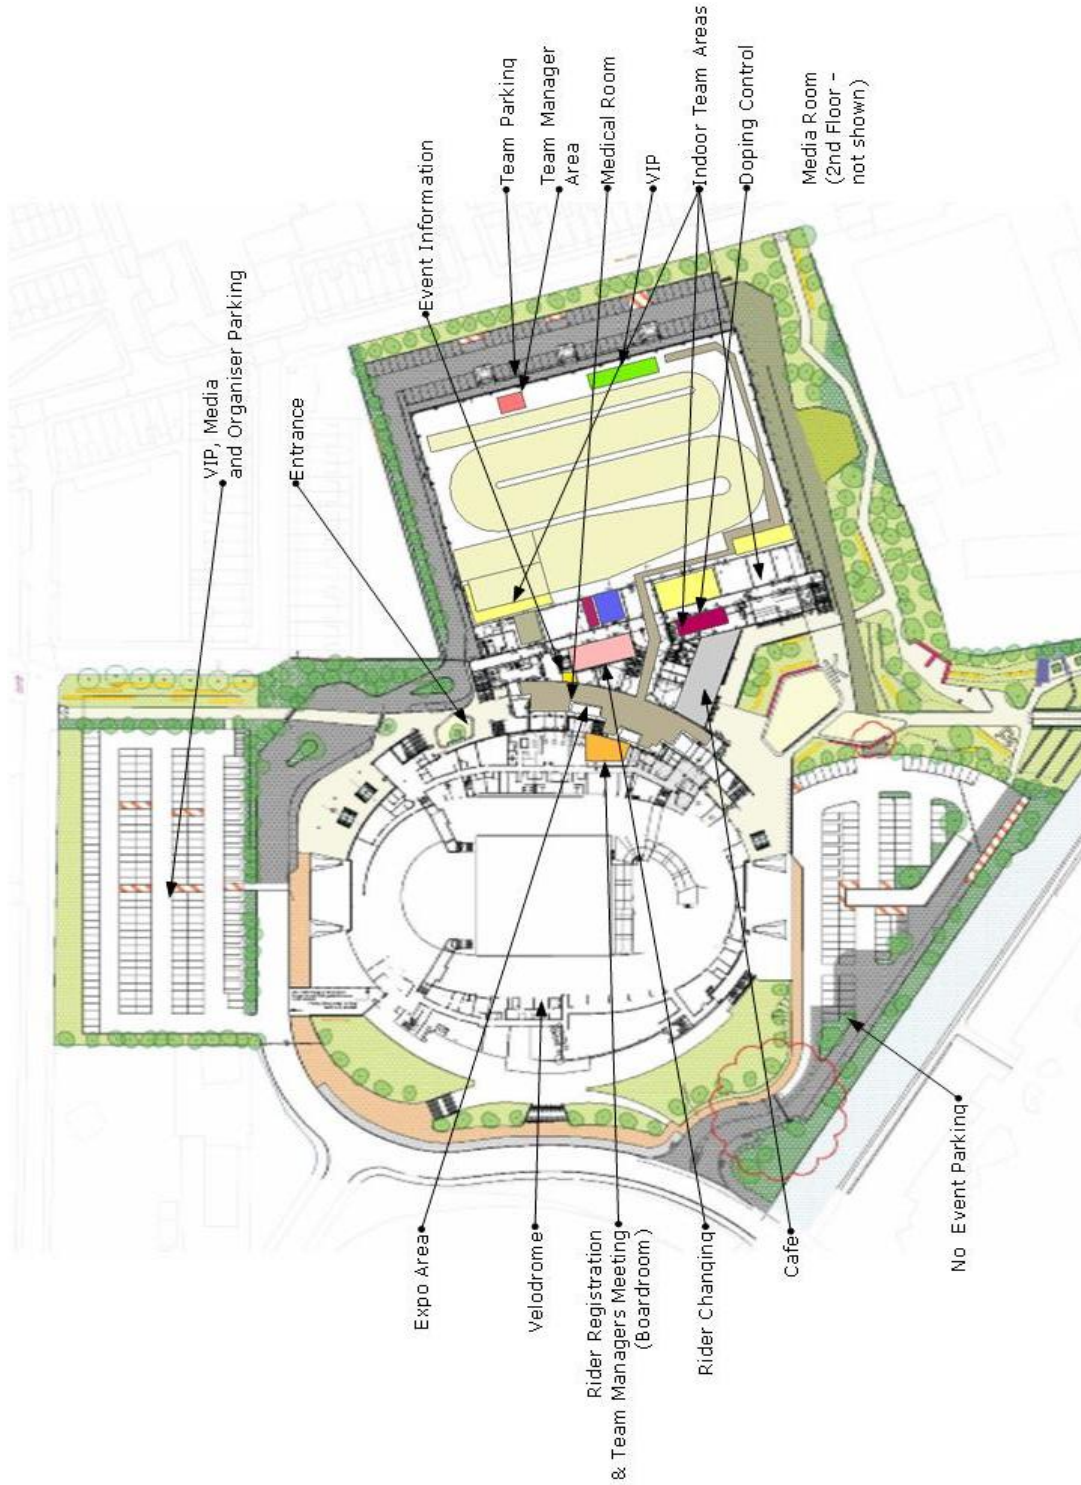 VIP, Media
and Organiser Parking
Entrance
Event Information
Team Parking
Team Manager
Area
Medical Room
VIP
Indoor Team Areas
Doping Control
Media Room
(2nd Floor -
not shown)
Expo Area
Velodrome
Rider Registration
& Team Managers Meeting
(Boardroom)
Rider Changing
Cafe
No Event Parking